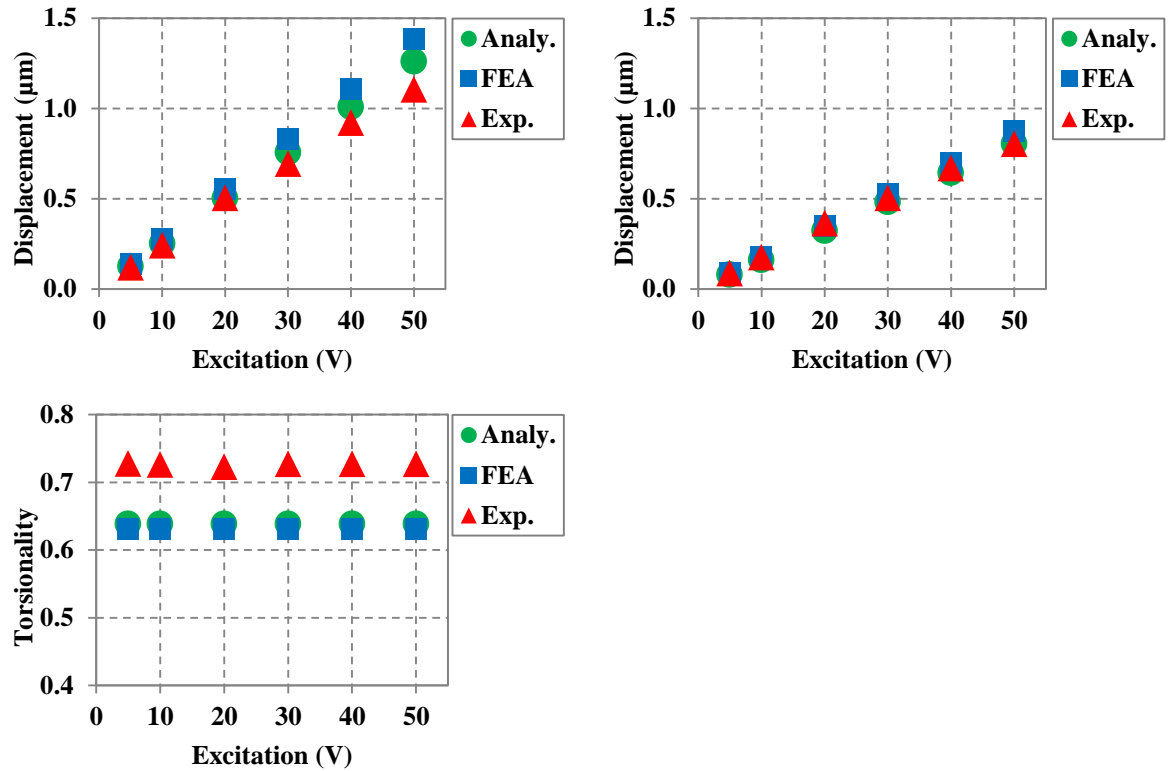 1.5
1.0
0.5
0.0
Displacement (µm)
0 10 20 30 40 50
Excitation (V)
Analy.
FEA
Exp.
1.5
1.0
0.5
0.0
Displacement (µm)
0 10 20 30 40 50
Excitation (V)
Analy.
FEA
Exp.
0.8
0.7
0.6
0.5
0.4
Torsionality
0 10 20 30 40 50
Excitation (V)
Analy.
FEA
Exp.